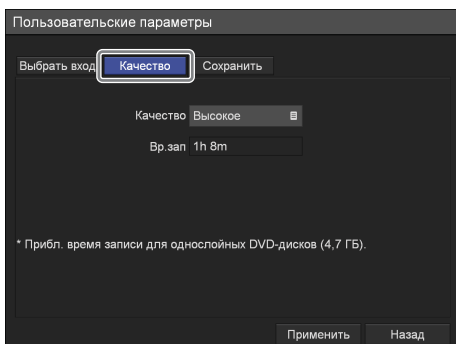 Пользовательские параметры
Выбрать вход Качество Сохранить
Качество Высокое
Вр.зап 1h 8m
* Прибл. время записи для однослойных DVD-дисков (4,7 ГБ).
Применить Назад